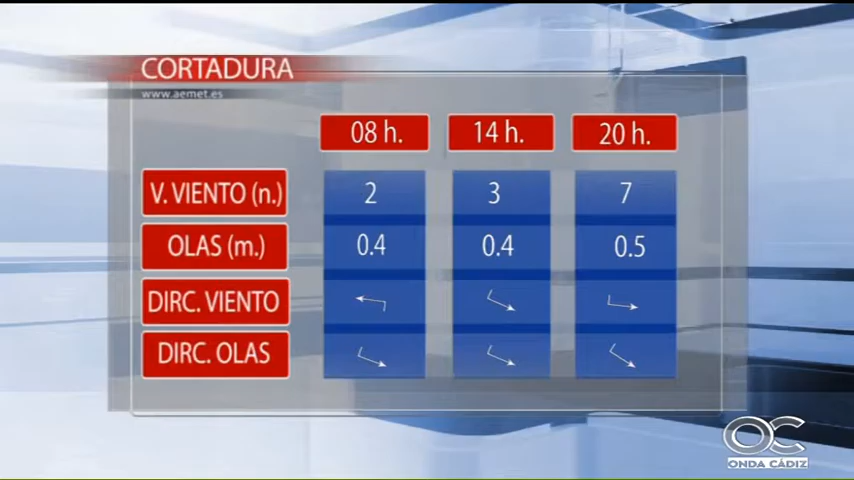 CORTADURA
www.aemet.es
08 h. 14 h. 20 h.
V. VIENTO (n.) 2 3 7
OLAS (m.) 0.4 0.4 0.5
DIRC. VIENTO
DIRC. OLAS
OC
ONDA CÁDIZ